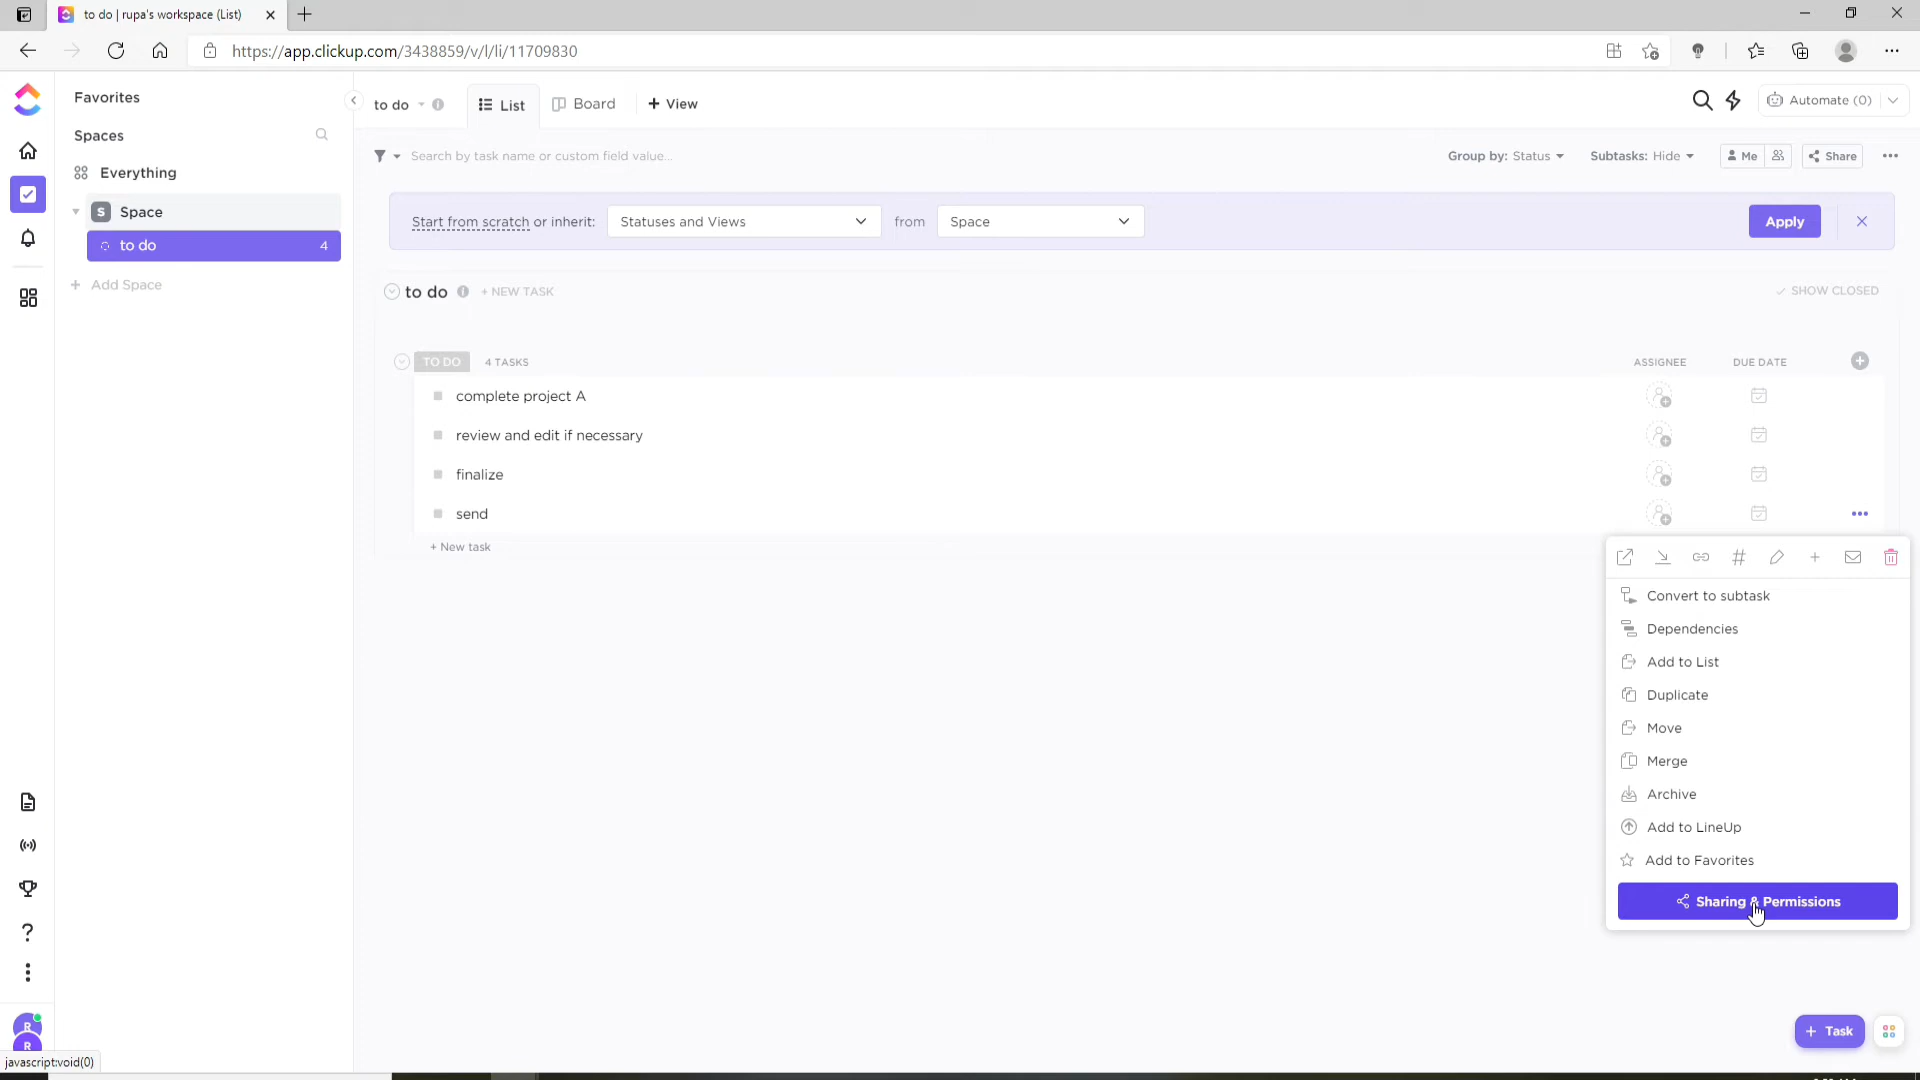 to do | rupa's workspace (List)
https://app.clickup.com/3438859/v/l/li/11709830
Favorites
Spaces
Everything
S Space
to do 4
+ Add Space
to do
List
Board
+ View
Automate (0)
Search by task name or custom field value...
Group by: Status
Subtasks: Hide
Me
Share
Start from scratch or inherit: Statuses and Views from Space
Apply
to do + NEW TASK
SHOW CLOSED
TO DO 4 TASKS ASSIGNEE DUE DATE
complete project A
review and edit if necessary
finalize
send
+ New task
Convert to subtask
Dependencies
Add to List
Duplicate
Move
Merge
Archive
Add to LineUp
Add to Favorites
Sharing & Permissions
+ Task
R
R
javascript:void(0)